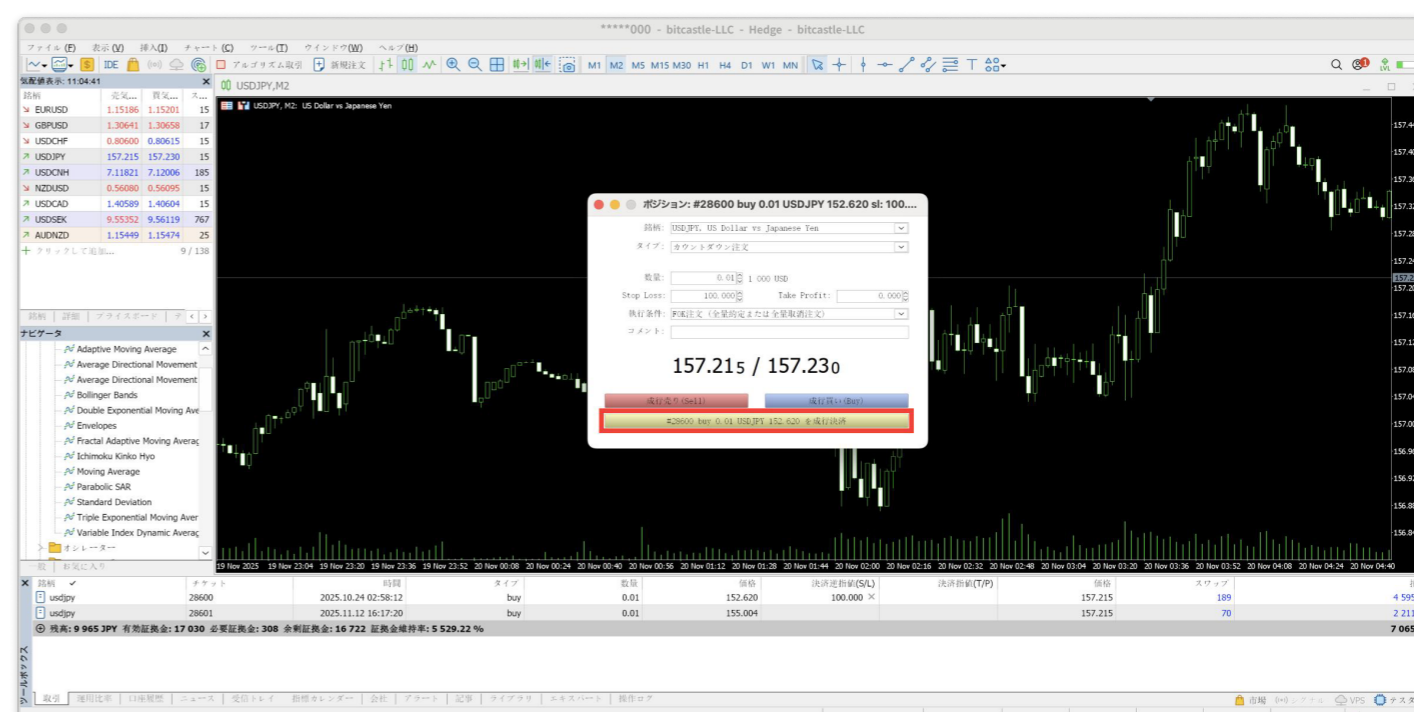 *****000 - bitcastle-LLC - Hedge - bitcastle-LLC
ファイル(F) 表示(V) 挿入(I) チャート(C) ツール(T) ウインドウ(W) ヘルプ(H)
IDE アルゴリズム取引 新規注文 M1 M2 M5 M15 M30 H1 H4 D1 W1 MN LVL
気配値表示: 11:04:41
USDJPY,M2
銘柄 売気... 買気... ス...
EURUSD 1.15186 1.15201 15
GBPUSD 1.30641 1.30658 17
USDCHF 0.80600 0.80615 15
USDJPY 157.215 157.230 15
USDCNH 7.11821 7.12006 185
NZDUSD 0.56080 0.56095 15
USDCAD 1.40589 1.40604 15
USDSEK 9.55352 9.56119 767
AUDNZD 1.15449 1.15474 25
クリックして追加... 9 / 138
銘柄 詳細 プライスボード
ナビゲータ
Adaptive Moving Average
Average Directional Movement
Average Directional Movement
Bollinger Bands
Double Exponential Moving Ave
Envelopes
Fractal Adaptive Moving Averag
Ichimoku Kinko Hyo
Moving Average
Parabolic SAR
Standard Deviation
Triple Exponential Moving Aver
Variable Index Dynamic Averag
オシレーター
一般 お気に入り
USDJPY, M2: US Dollar vs Japanese Yen
ポジション: #28600 buy 0.01 USDJPY 152.620 sl: 100....
銘柄: USDJPY, US Dollar vs Japanese Yen
タイプ: カウントダウン注文
数量: 0.01 1 000 USD
Stop Loss: 100.000 Take Profit: 0.000
執行条件: FOK注文 (全量約定または全量取消注文)
コメント:
157.215 / 157.230
成行売り(Sell) 成行買い(Buy)
#28600 buy 0.01 USDJPY 152.620 を成行決済
19 Nov 2025 19 Nov 23:04 19 Nov 23:20 19 Nov 23:36 19 Nov 23:52 20 Nov 00:08 20 Nov 00:24 20 Nov 00:40 20 Nov 00:56 20 Nov 01:12 20 Nov 01:28 20 Nov 01:44 20 Nov 02:00 20 Nov 02:16 20 Nov 02:32 20 Nov 02:48 20 Nov 03:04 20 Nov 03:20 20 Nov 03:36 20 Nov 03:52 20 Nov 04:08 20 Nov 04:24 20 Nov 04:40
銘柄 チケット 時間 タイプ 数量 価格 決済逆指値(S/L) 決済指値(T/P) 価格 スワップ
usdjpy 28600 2025.10.24 02:58:12 buy 0.01 152.620 100.000 157.215 189 4 595
usdjpy 28601 2025.11.12 16:17:20 buy 0.01 155.004 157.215 70 2 211
残高: 9 965 JPY 有効証拠金: 17 030 必要証拠金: 308 余剰証拠金: 16 722 証拠金維持率: 5 529.22 % 7 065
ツールボックス
取引 運用比率 口座履歴 ニュース 受信トレイ 指標カレンダー 会社 アラート 記事 ライブラリ エキスパート 操作ログ
市場 シグナル VPS テスタ